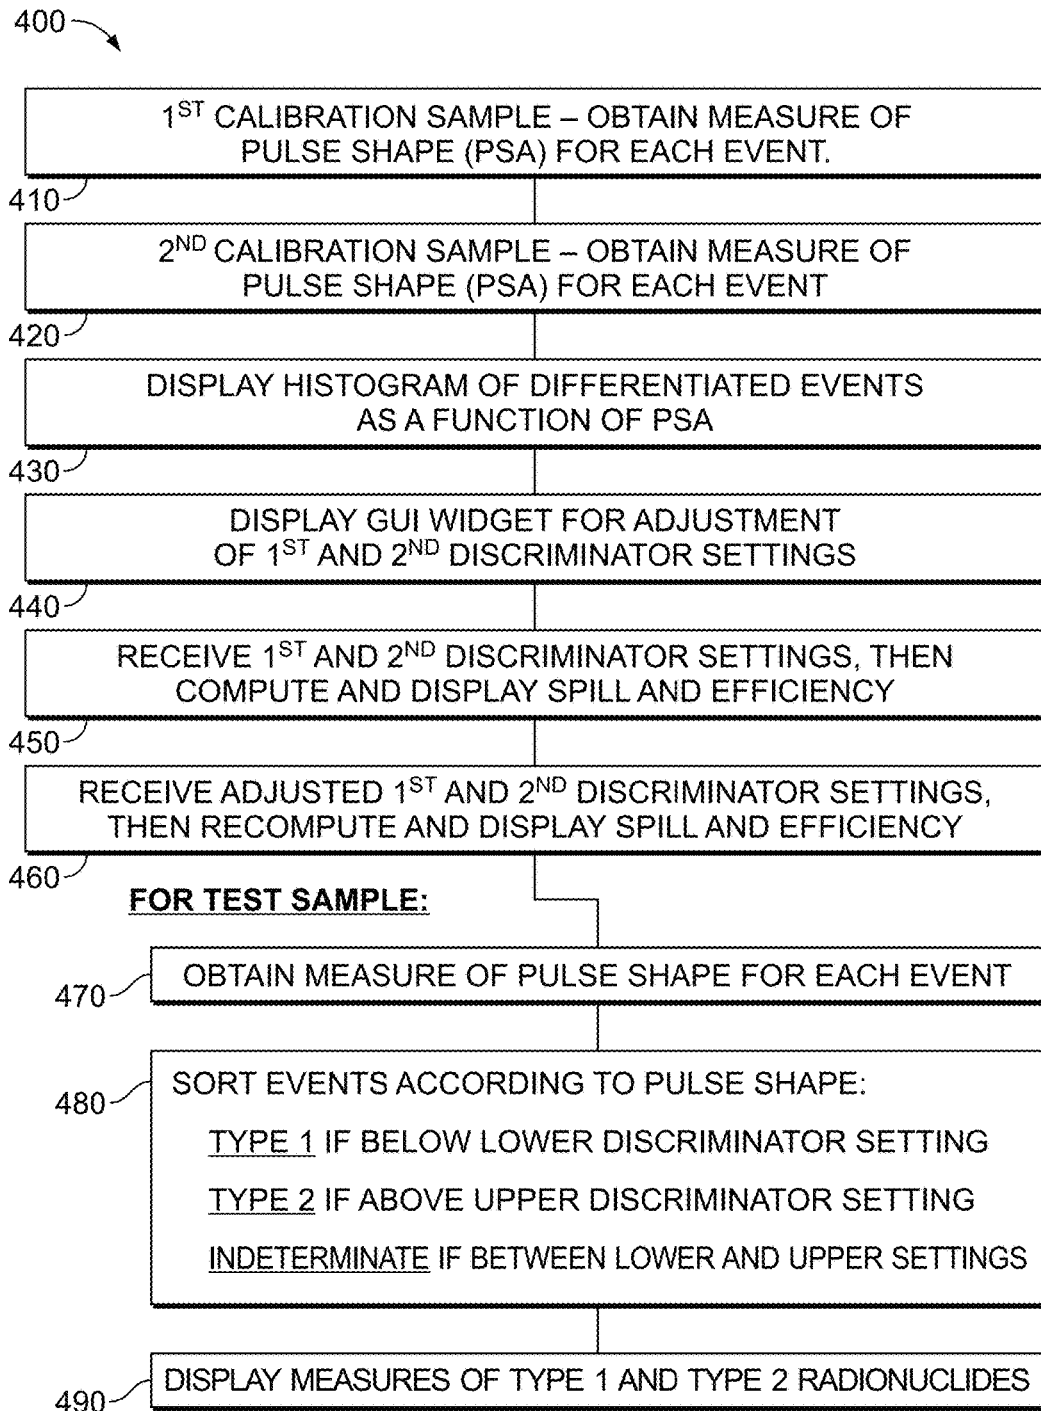 400
1ST CALIBRATION SAMPLE – OBTAIN MEASURE OF
PULSE SHAPE (PSA) FOR EACH EVENT.
410
2ND CALIBRATION SAMPLE – OBTAIN MEASURE OF
PULSE SHAPE (PSA) FOR EACH EVENT
420
DISPLAY HISTOGRAM OF DIFFERENTIATED EVENTS
AS A FUNCTION OF PSA
430
DISPLAY GUI WIDGET FOR ADJUSTMENT
OF 1ST AND 2ND DISCRIMINATOR SETTINGS
440
RECEIVE 1ST AND 2ND DISCRIMINATOR SETTINGS, THEN
COMPUTE AND DISPLAY SPILL AND EFFICIENCY
450
RECEIVE ADJUSTED 1ST AND 2ND DISCRIMINATOR SETTINGS,
THEN RECOMPUTE AND DISPLAY SPILL AND EFFICIENCY
460
FOR TEST SAMPLE:
OBTAIN MEASURE OF PULSE SHAPE FOR EACH EVENT
470
SORT EVENTS ACCORDING TO PULSE SHAPE:
480
TYPE 1 IF BELOW LOWER DISCRIMINATOR SETTING
TYPE 2 IF ABOVE UPPER DISCRIMINATOR SETTING
INDETERMINATE IF BETWEEN LOWER AND UPPER SETTINGS
DISPLAY MEASURES OF TYPE 1 AND TYPE 2 RADIONUCLIDES
490